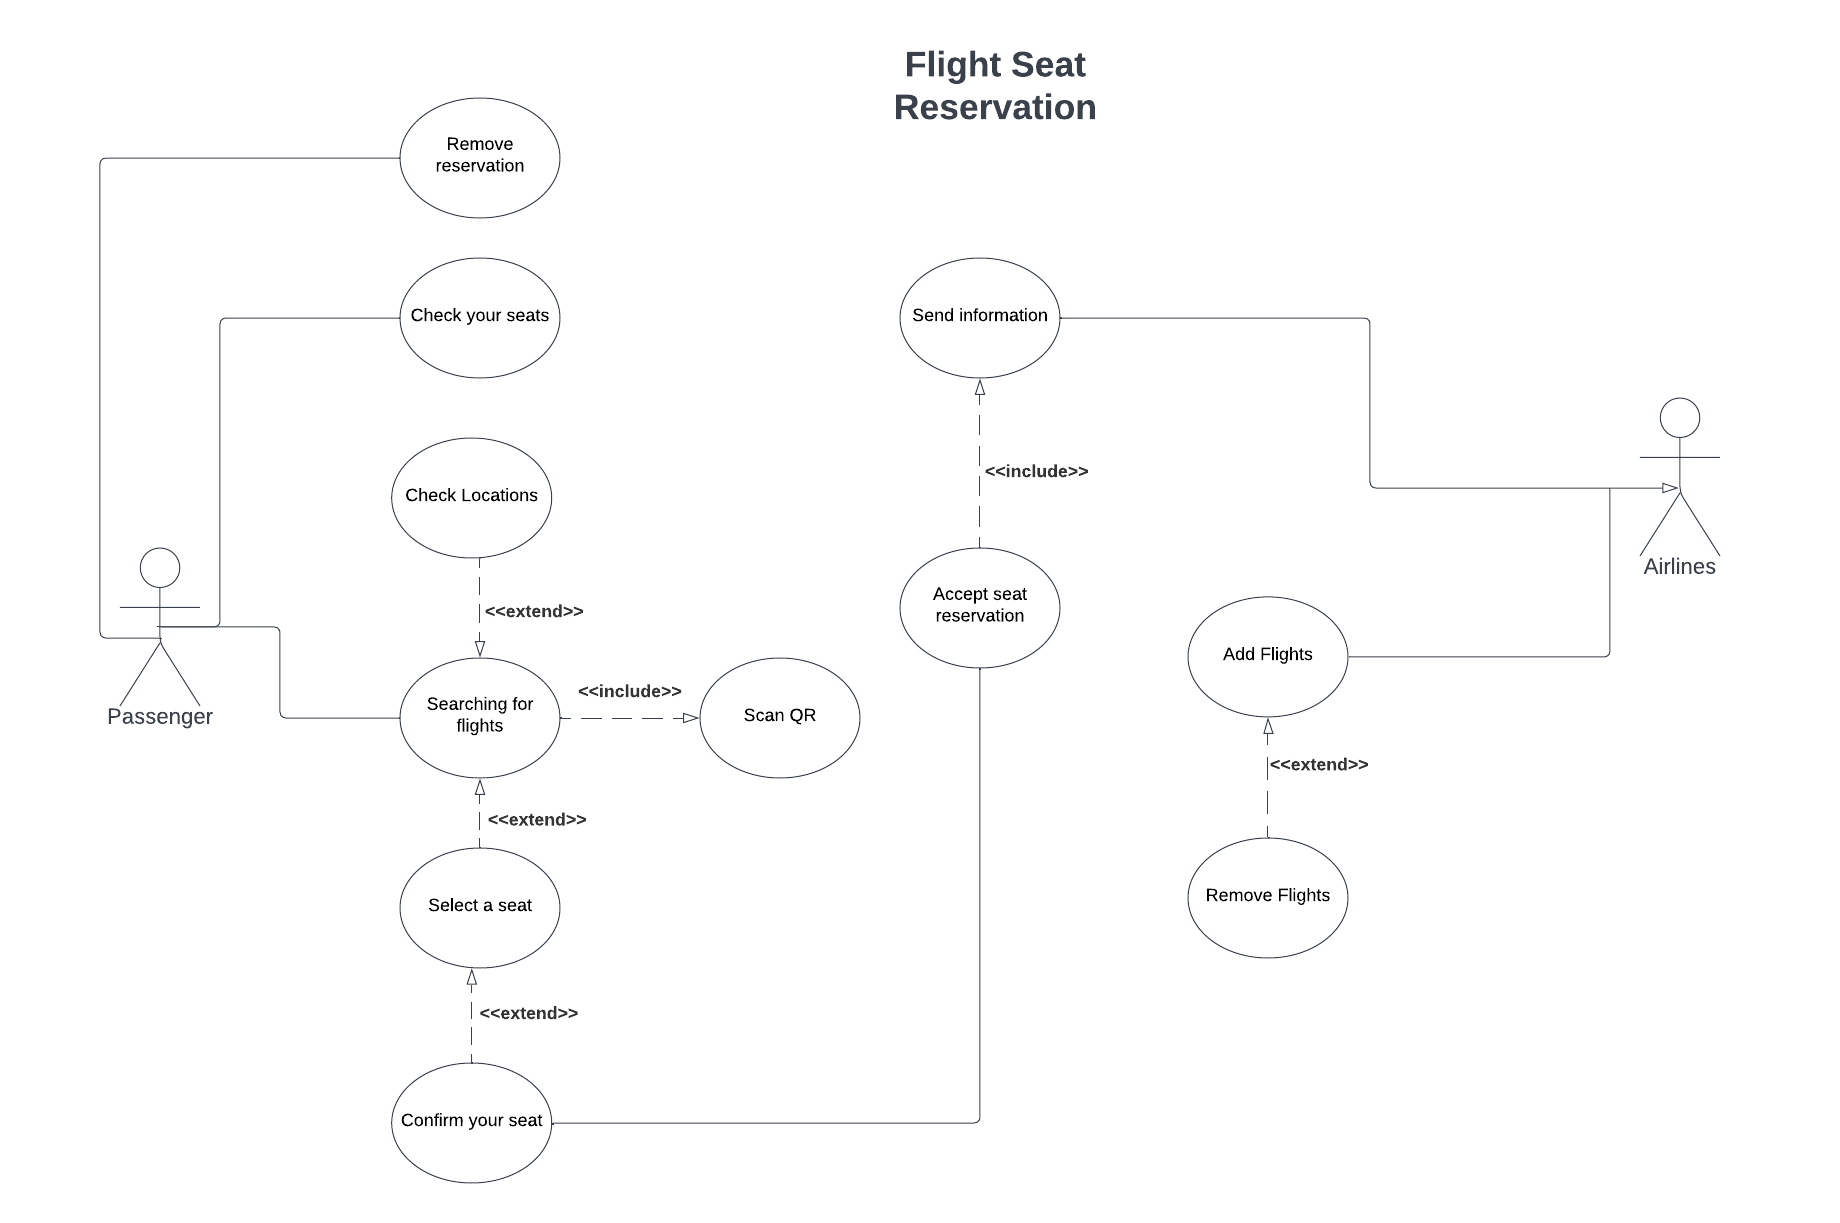 Flight Seat
Reservation
Remove
reservation
Check your seats
Send information
<<include>>
Check Locations
Airlines
<<extend>>
Accept seat
reservation
Add Flights
Passenger
<<include>>
Searching for
flights
Scan QR
<<extend>>
<<extend>>
Select a seat
Remove Flights
<<extend>>
Confirm your seat